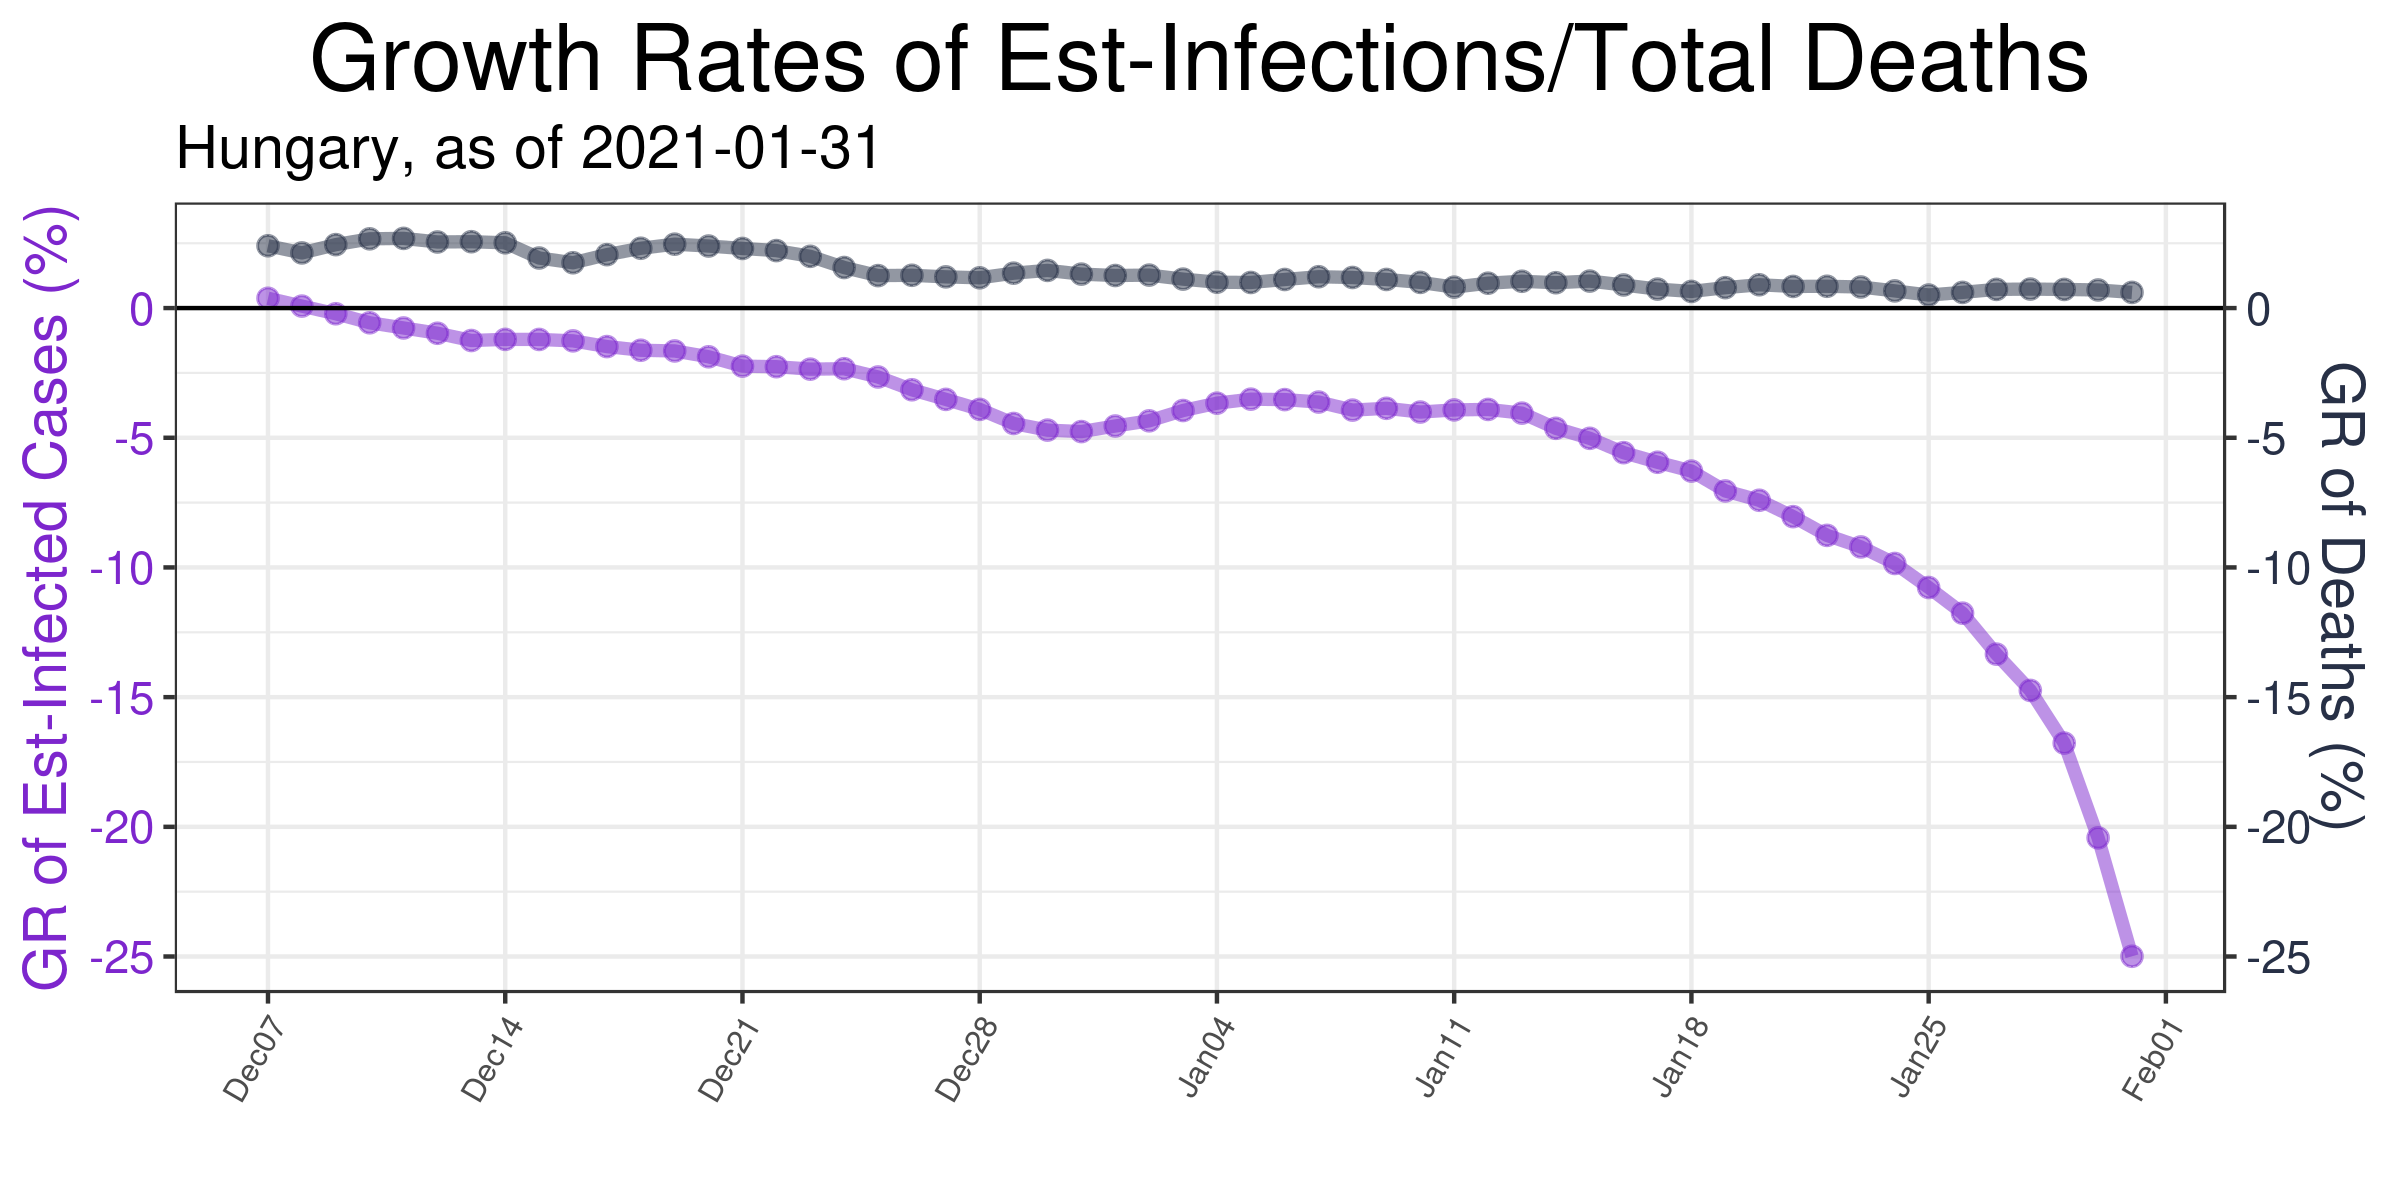 Growth Rates of Est-Infections/Total Deaths
Hungary, as of 2021-01-31
GR of Est-Infected Cases (%)
0
-5
-10
-15
-20
-25
0
-5
-10
-15
-20
-25
GR of Deaths (%)
Dec07
Dec14
Dec21
Dec28
Jan04
Jan11
Jan18
Jan25
Feb01